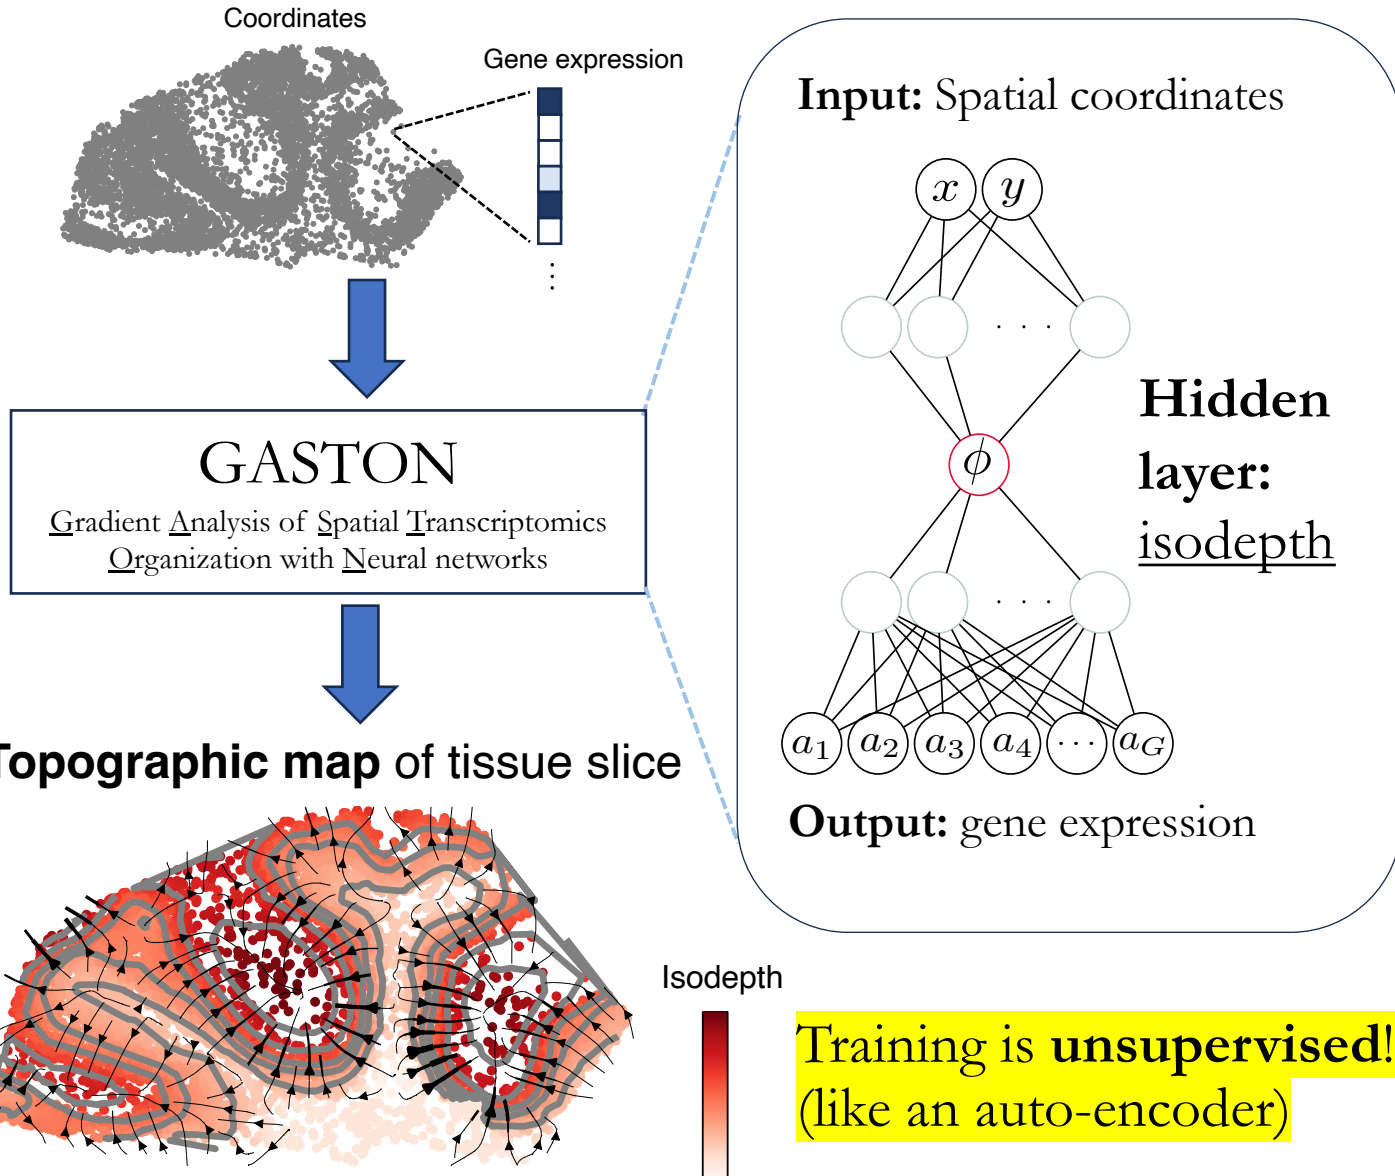 Coordinates
Gene expression
⋮
GASTON
Gradient Analysis of Spatial Transcriptomics
Organization with Neural networks
Topographic map of tissue slice
Isodepth
Input: Spatial coordinates
x y
. . .
ϕ
Hidden
layer:
isodepth
. . .
a₁ a₂ a₃ a₄ ⋯ a_G
Output: gene expression
Training is unsupervised!
(like an auto-encoder)